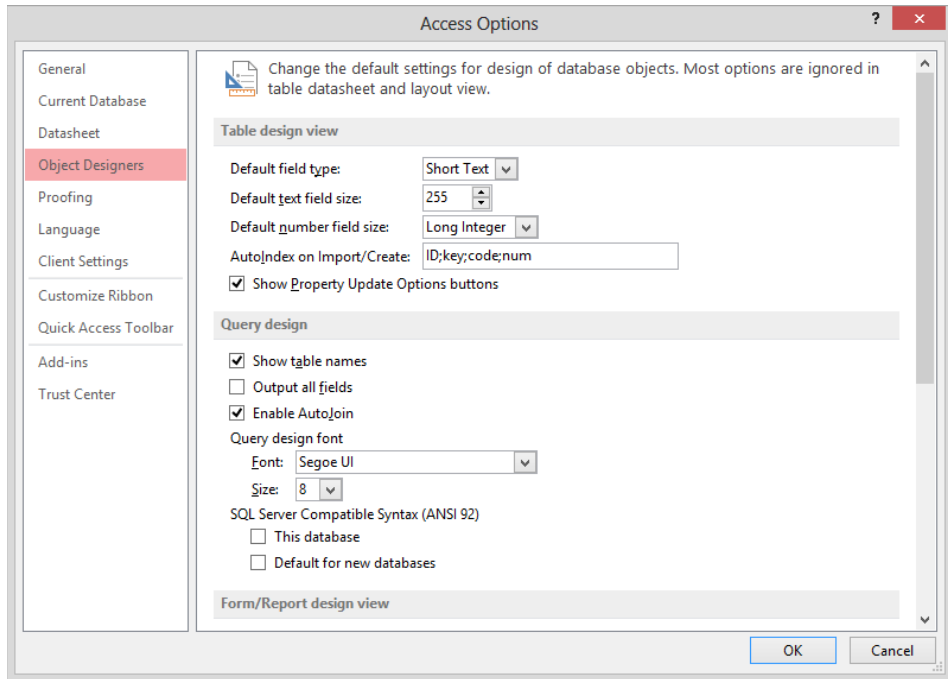 Access Options
?
General
Current Database
Datasheet
Object Designers
Proofing
Language
Client Settings
Customize Ribbon
Quick Access Toolbar
Add-ins
Trust Center
Change the default settings for design of database objects. Most options are ignored in
table datasheet and layout view.
Table design view
Default field type: Short Text
Default text field size: 255
Default number field size: Long Integer
AutoIndex on Import/Create: ID;key;code;num
Show Property Update Options buttons
Query design
Show table names
Output all fields
Enable AutoJoin
Query design font
Font: Segoe UI
Size: 8
SQL Server Compatible Syntax (ANSI 92)
This database
Default for new databases
Form/Report design view
OK Cancel